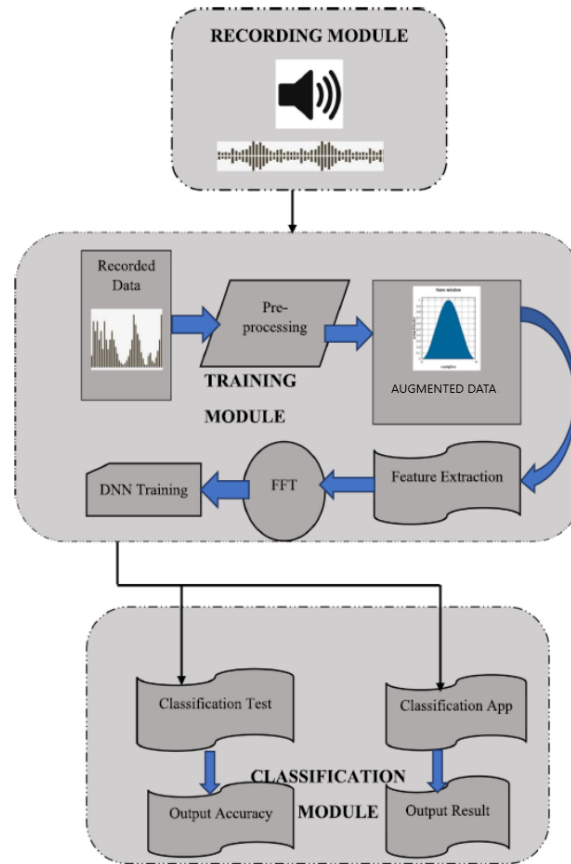 RECORDING MODULE
Recorded
Data
Pre-
processing
AUGMENTED DATA
TRAINING
MODULE
DNN Training
FFT
Feature Extraction
Classification Test
Classification App
CLASSIFICATION
MODULE
Output Accuracy
Output Result